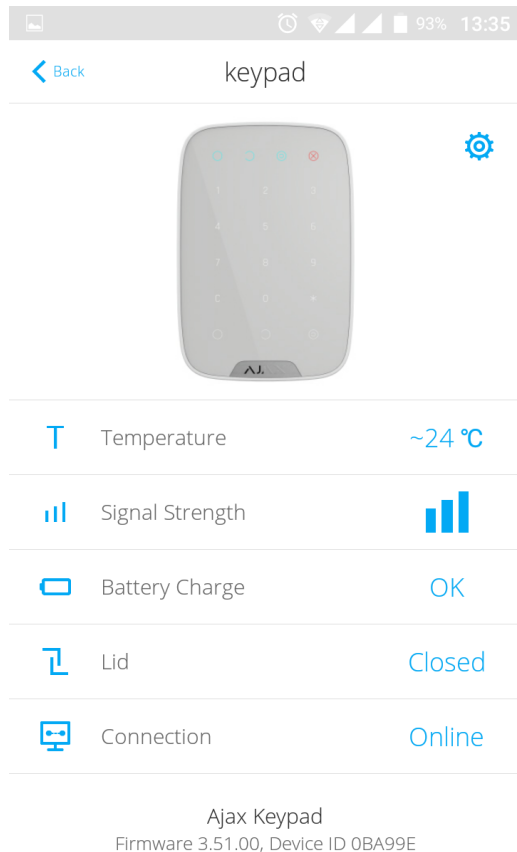 93% 13:35
Back keypad
1 2 3
4 5 6
7 8 9
C 0 *
Temperature ~24 ℃
Signal Strength
Battery Charge OK
Lid Closed
Connection Online
Ajax Keypad
Firmware 3.51.00, Device ID 0BA99E